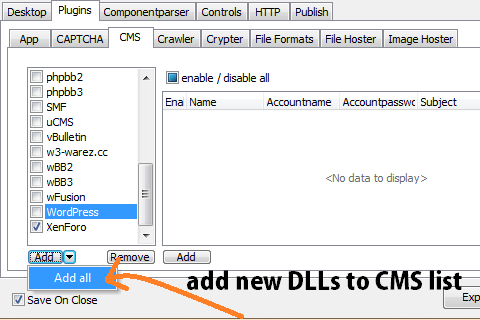 Desktop Plugins Componentparser Controls HTTP Publish
App CAPTCHA CMS Crawler Crypter File Formats File Hoster Image Hoster
phpbb2
phpbb3
SMF
uCMS
vBulletin
w3-warez.cc
wBB2
wBB3
wFusion
WordPress
XenForo
Add Remove
Add all
Save On Close
enable / disable all
Ena Name Accountname Accountpasswo Subject
<No data to display>
Add
add new DLLs to CMS list
Exp